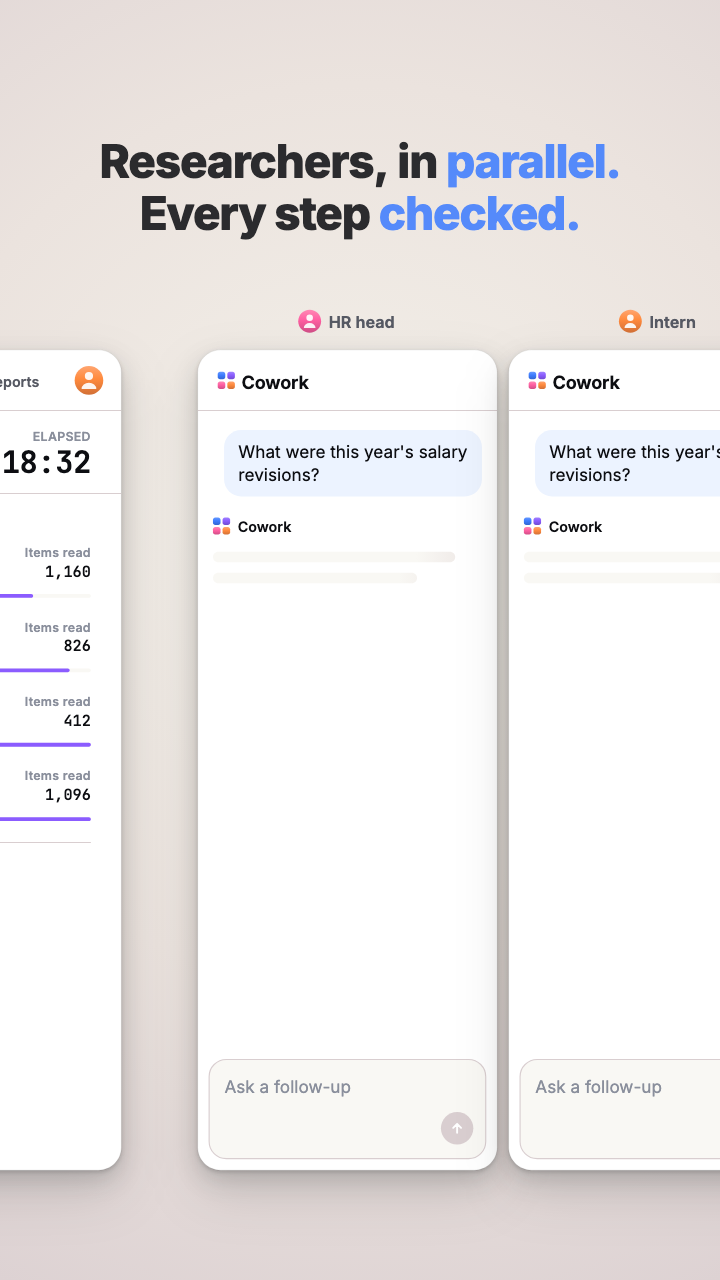 Researchers, in parallel.
Every step checked.
HR head
Intern
ELAPSED
18:32
Items read
1,160
Items read
826
Items read
412
Items read
1,096
Cowork
What were this year's salary
revisions?
Cowork
Ask a follow-up
Cowork
What were this year's
revisions?
Cowork
Ask a follow-up